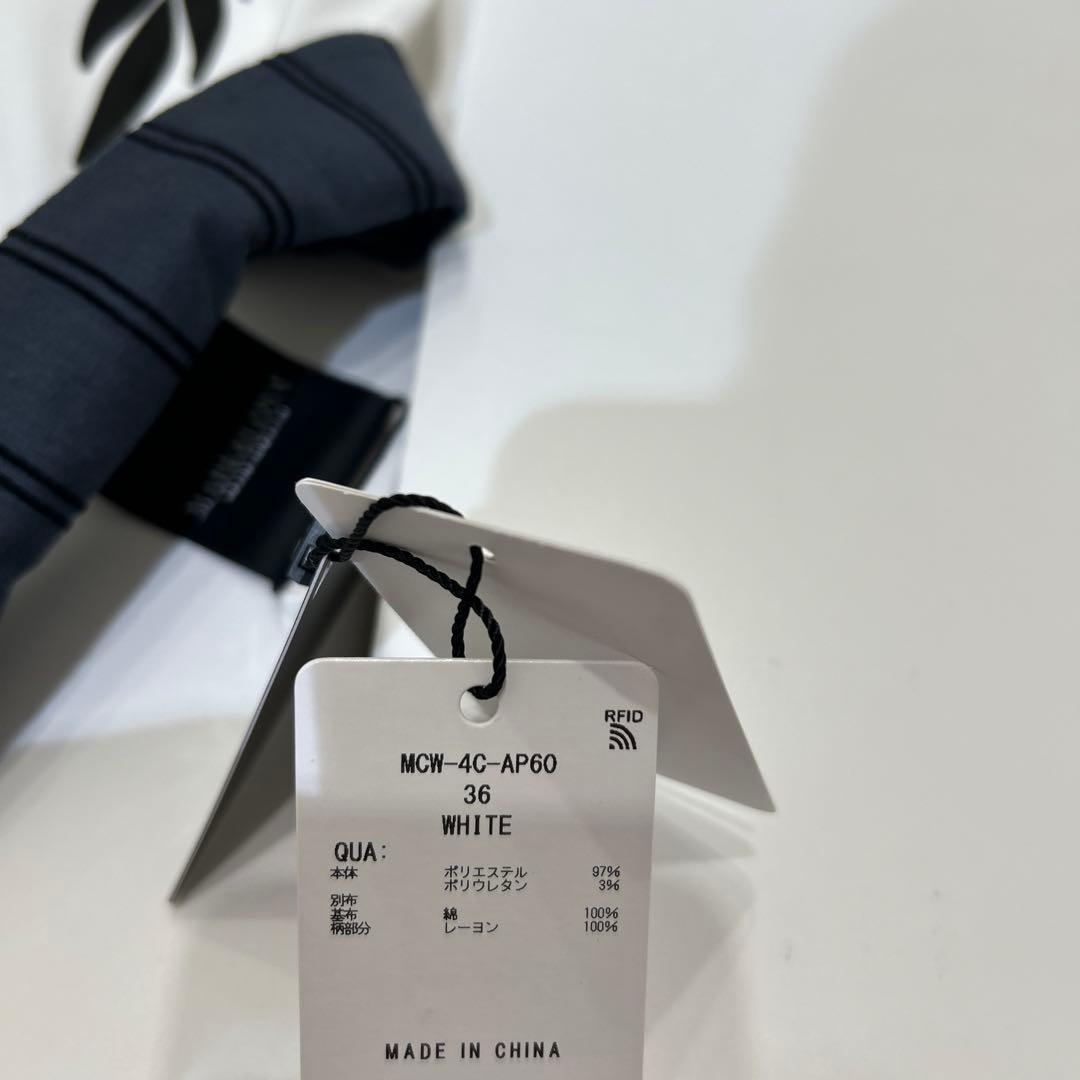 RFID
MCW-4C-AP60
36
WHITE
QUA:
本体 ポリエステル 97%
ポリウレタン 3%
別布
基布 綿 100%
柄部分 レーヨン 100%
MADE IN CHINA